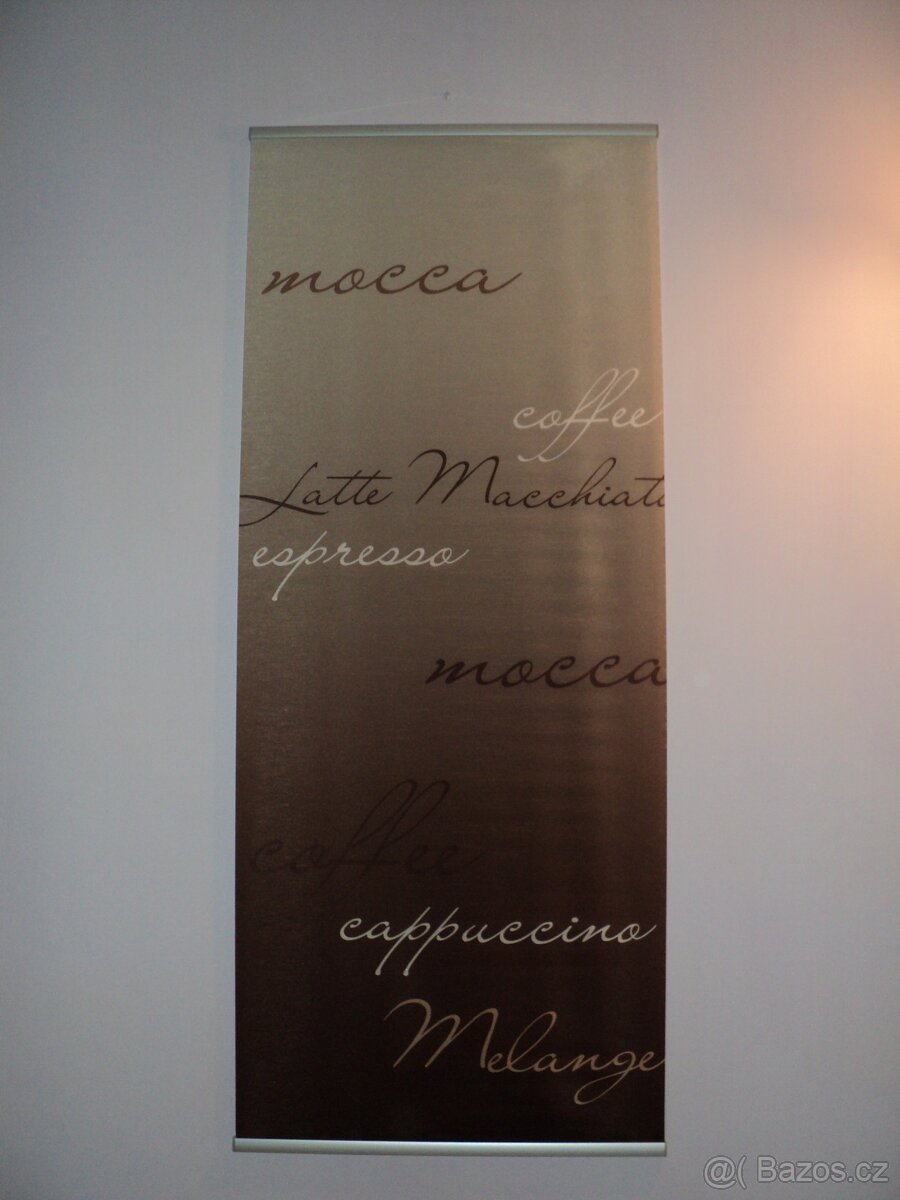 mocca
coffee
Latte Macchiato
espresso
mocca
coffee
cappuccino
Melange
@( Bazos.cz